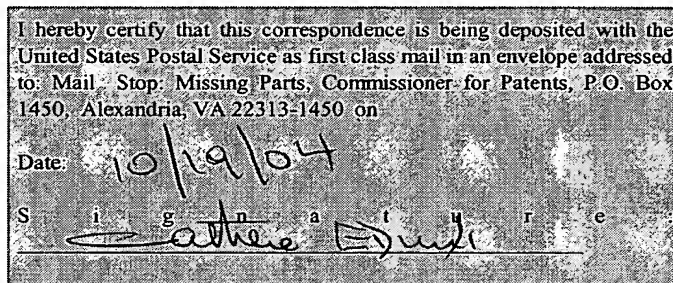 I hereby certify that this correspondence is being deposited with the
United States Postal Service as first class mail in an envelope addressed
to: Mail Stop: Missing Parts, Commissioner for Patents, P.O. Box
1450, Alexandria, VA 22313-1450 on
Date: 10/19/04
S i g n a t u r e :